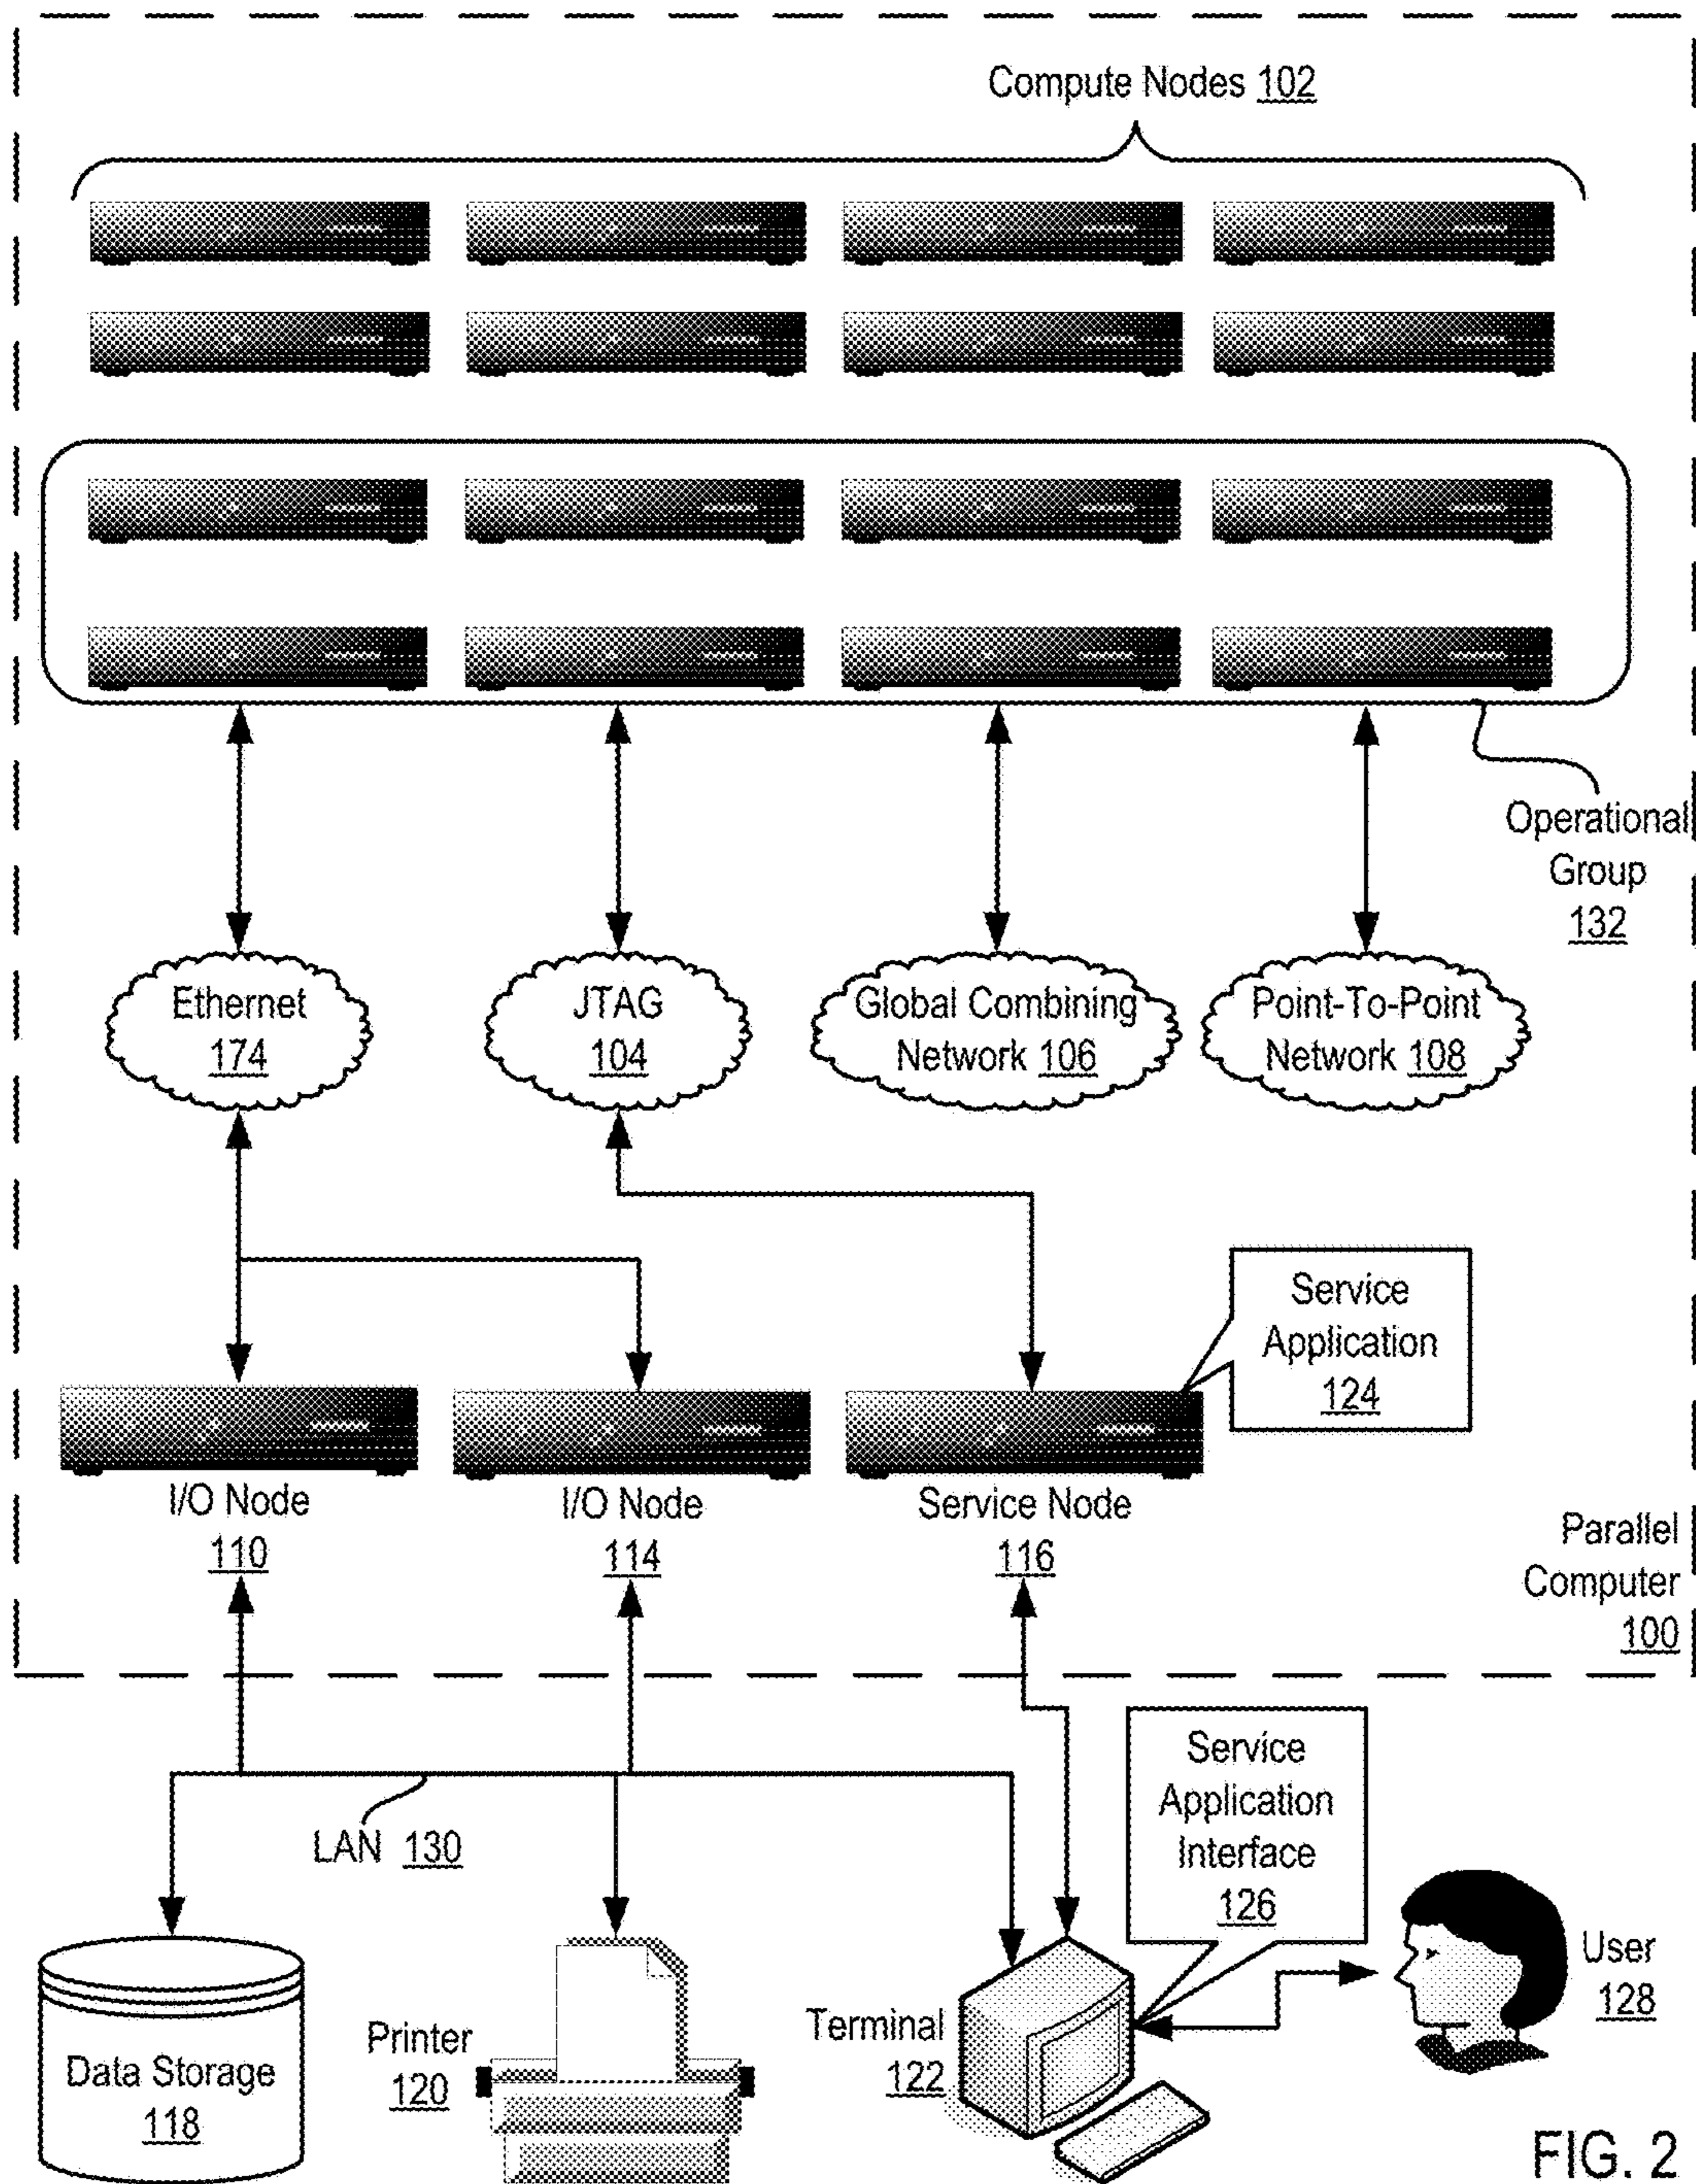 Compute Nodes 102
Operational
Group
132
Ethernet
174
JTAG
104
Global Combining
Network 106
Point-To-Point
Network 108
Service
Application
124
I/O Node
110
I/O Node
114
Service Node
116
Parallel
Computer
100
Service
Application
Interface
126
LAN 130
User
128
Terminal
122
Printer
120
Data Storage
118
FIG. 2